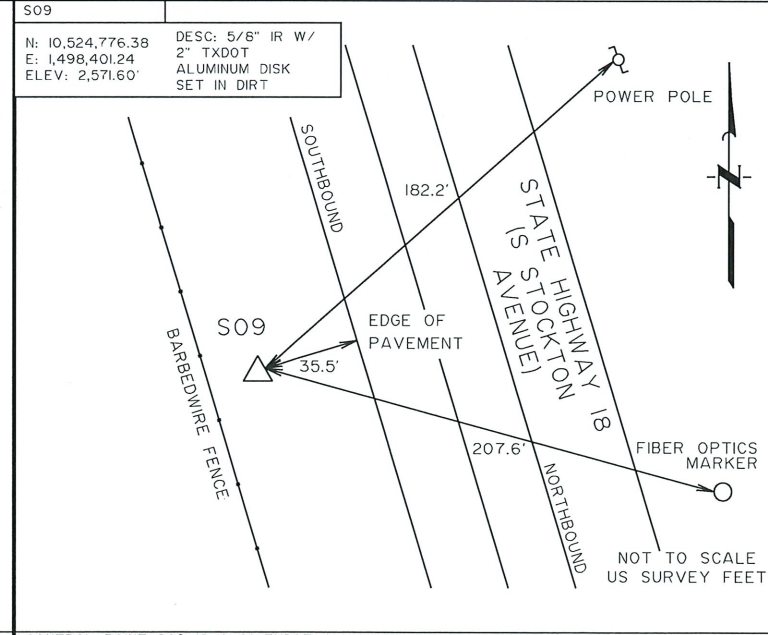 S09
N: 10,524,776.38
E: 1,498,401.24
ELEV: 2,571.60'
DESC: 5/8" IR W/
2" TXDOT
ALUMINUM DISK
SET IN DIRT
POWER POLE
N
SOUTHBOUND
182.2'
STATE HIGHWAY 18
(S STOCKTON
AVENUE)
S09
EDGE OF
PAVEMENT
35.5'
BARBEDWIRE FENCE
207.6'
FIBER OPTICS
MARKER
NORTHBOUND
NOT TO SCALE
US SURVEY FEET